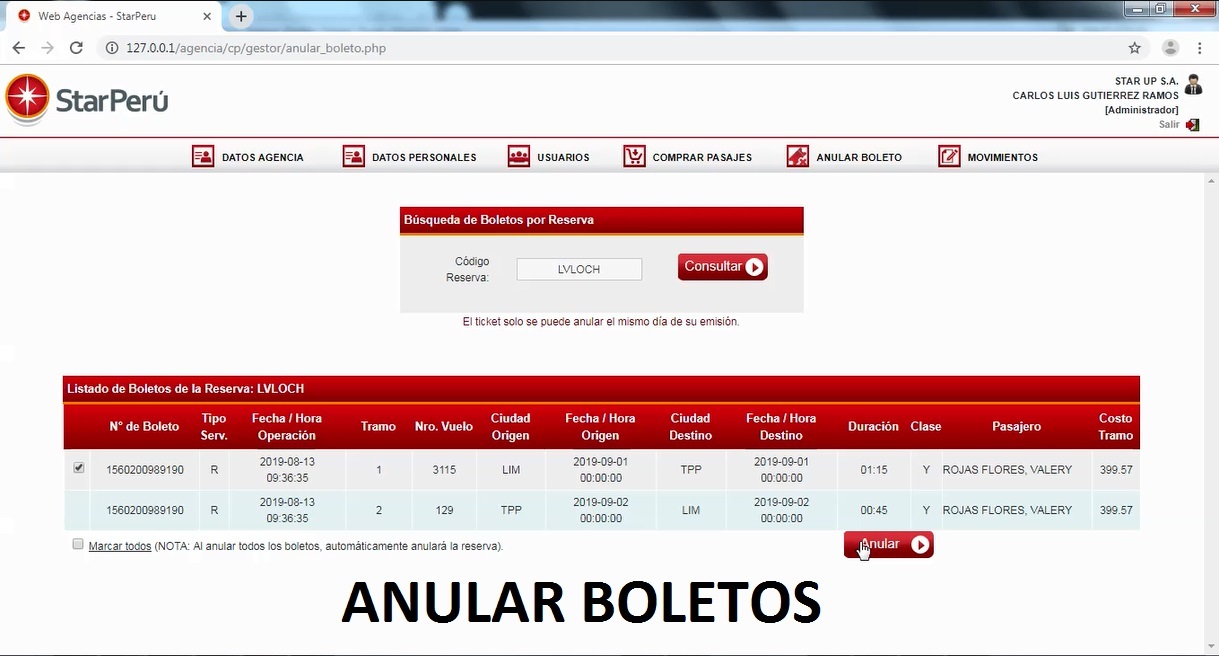 Web Agencias - StarPeru
127.0.0.1/agencia/cp/gestor/anular_boleto.php
StarPerú
STAR UP S.A.
CARLOS LUIS GUTIERREZ RAMOS
[Administrador]
Salir
DATOS AGENCIA DATOS PERSONALES USUARIOS COMPRAR PASAJES ANULAR BOLETO MOVIMIENTOS
Búsqueda de Boletos por Reserva
Código
Reserva:
LVLOCH
Consultar
El ticket solo se puede anular el mismo día de su emisión.
Listado de Boletos de la Reserva: LVLOCH
N° de Boleto Tipo Serv. Fecha / Hora Operación Tramo Nro. Vuelo Ciudad Origen Fecha / Hora Origen Ciudad Destino Fecha / Hora Destino Duración Clase Pasajero Costo Tramo
1560200989190 R 2019-08-13 09:36:35 1 3115 LIM 2019-09-01 00:00:00 TPP 2019-09-01 00:00:00 01:15 Y ROJAS FLORES, VALERY 399.57
1560200989190 R 2019-08-13 09:36:35 2 129 TPP 2019-09-02 00:00:00 LIM 2019-09-02 00:00:00 00:45 Y ROJAS FLORES, VALERY 399.57
Marcar todos (NOTA: Al anular todos los boletos, automáticamente anulará la reserva).
Anular
ANULAR BOLETOS